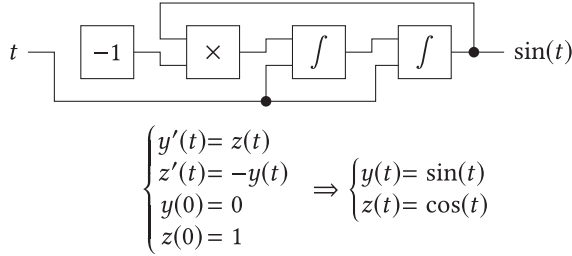 t −1 × ∫ ∫ sin(t)
y′(t)= z(t)
z′(t)= −y(t)
y(0)= 0
z(0)= 1
⇒ y(t)= sin(t)
z(t)= cos(t)